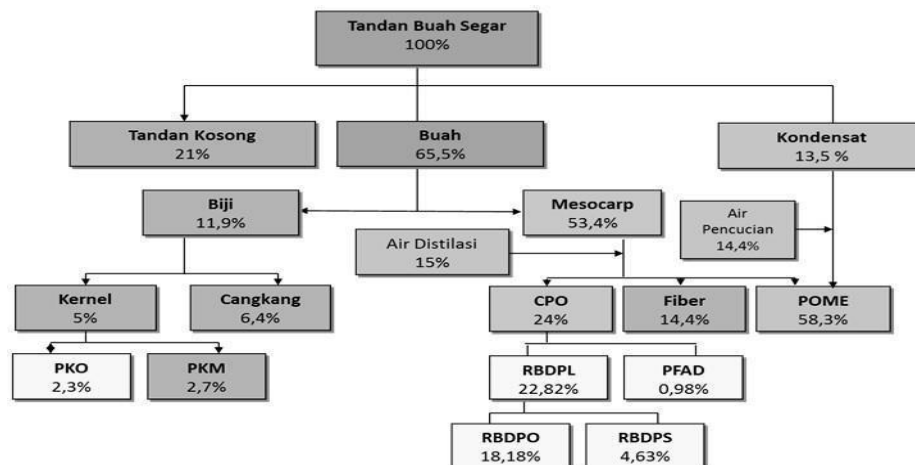 Tandan Buah Segar
100%
Tandan Kosong
21%
Buah
65,5%
Kondensat
13,5 %
Biji
11,9%
Mesocarp
53,4%
Air
Pencucian
14,4%
Air Distilasi
15%
Kernel
5%
Cangkang
6,4%
CPO
24%
Fiber
14,4%
POME
58,3%
PKO
2,3%
PKM
2,7%
RBDPL
22,82%
PFAD
0,98%
RBDPO
18,18%
RBDPS
4,63%